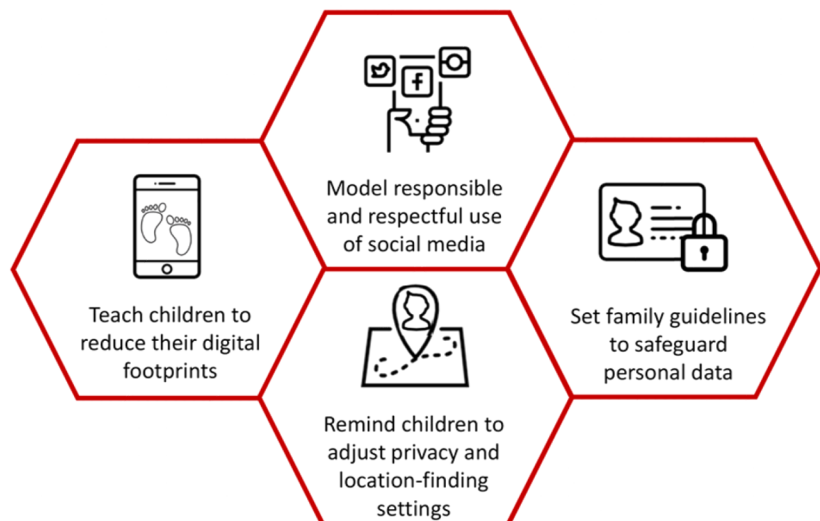 Model responsible
and respectful use
of social media
Teach children to
reduce their digital
footprints
Set family guidelines
to safeguard
personal data
Remind children to
adjust privacy and
location-finding
settings